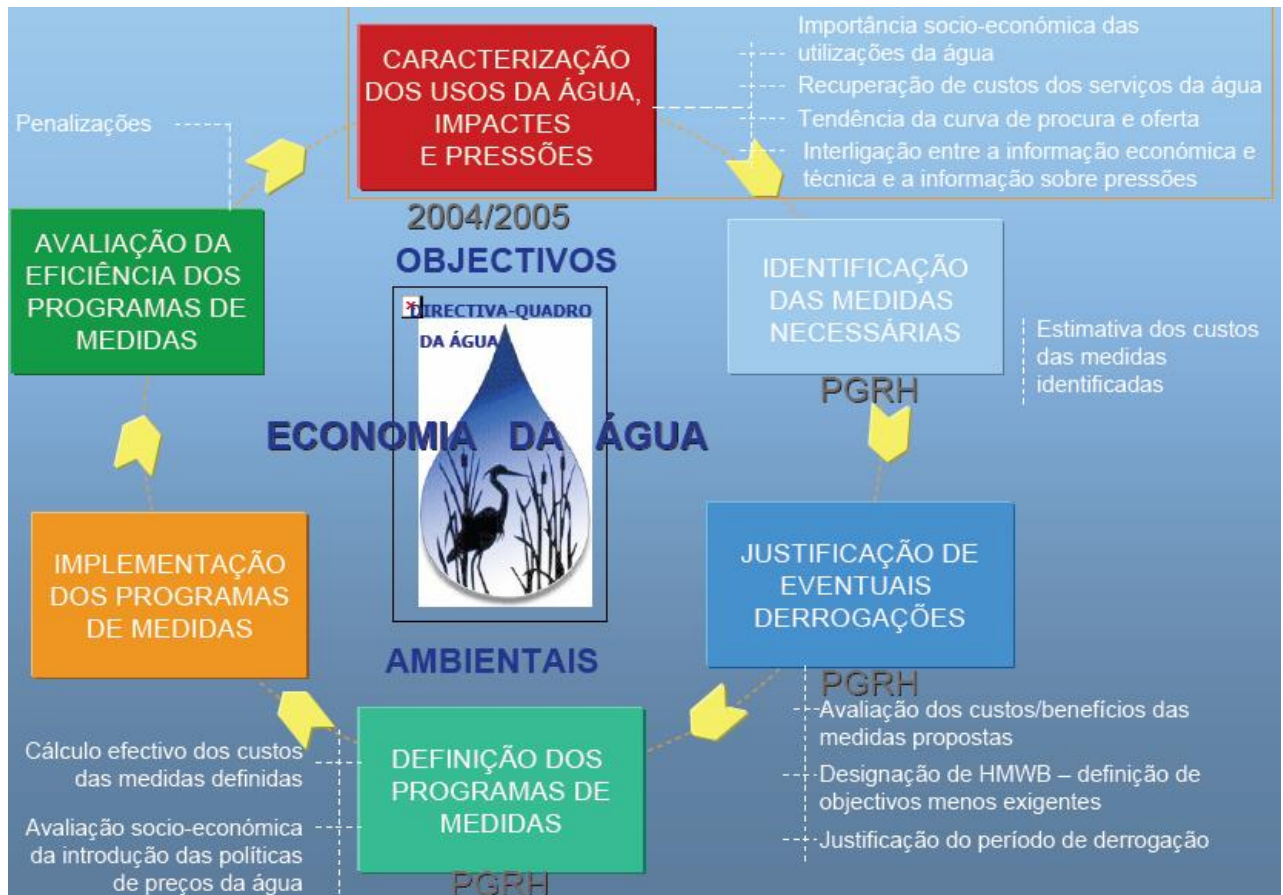 CARACTERIZAÇÃO
DOS USOS DA ÁGUA,
IMPACTES
E PRESSÕES
2004/2005
Importância socio-económica das
utilizações da água
Recuperação de custos dos serviços da água
Tendência da curva de procura e oferta
Interligação entre a informação económica e
técnica e a informação sobre pressões
IDENTIFICAÇÃO
DAS MEDIDAS
NECESSÁRIAS
PGRH
Estimativa dos custos
das medidas
identificadas
JUSTIFICAÇÃO DE
EVENTUAIS
DERROGAÇÕES
PGRH
Avaliação dos custos/benefícios das
medidas propostas
Designação de HMWB – definição de
objectivos menos exigentes
Justificação do período de derrogação
DEFINIÇÃO DOS
PROGRAMAS DE
MEDIDAS
PGRH
Cálculo efectivo dos custos
das medidas definidas
Avaliação socio-económica
da introdução das políticas
de preços da água
IMPLEMENTAÇÃO
DOS PROGRAMAS
DE MEDIDAS
AVALIAÇÃO DA
EFICIÊNCIA DOS
PROGRAMAS DE
MEDIDAS
Penalizações
OBJECTIVOS
DIRECTIVA-QUADRO
DA ÁGUA
ECONOMIA DA ÁGUA
AMBIENTAIS